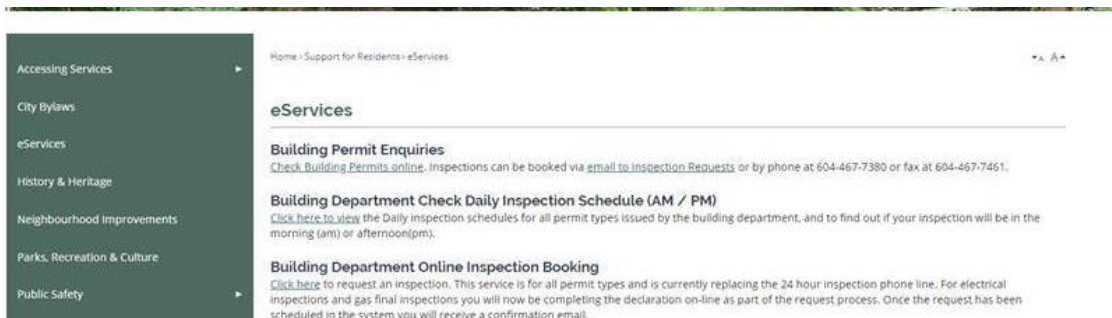 Home › Support for Residents › eServices
A A
Accessing Services
City Bylaws
eServices
History & Heritage
Neighbourhood Improvements
Parks, Recreation & Culture
Public Safety
eServices
Building Permit Enquiries
Check Building Permits online. Inspections can be booked via email to Inspection Requests or by phone at 604-467-7380 or fax at 604-467-7461.
Building Department Check Daily Inspection Schedule (AM / PM)
Click here to view the Daily inspection schedules for all permit types issued by the building department, and to find out if your inspection will be in the
morning (am) or afternoon(pm).
Building Department Online Inspection Booking
Click here to request an inspection. This service is for all permit types and is currently replacing the 24 hour inspection phone line. For electrical
inspections and gas final inspections you will now be completing the declaration on-line as part of the request process. Once the request has been
scheduled in the system you will receive a confirmation email.